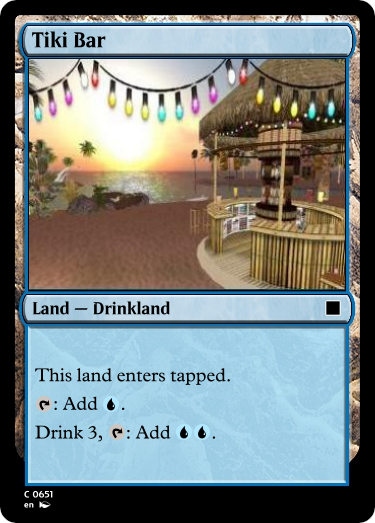 Tiki Bar
Land — Drinkland
This land enters tapped.
: Add .
Drink 3, : Add .
C 0651
en